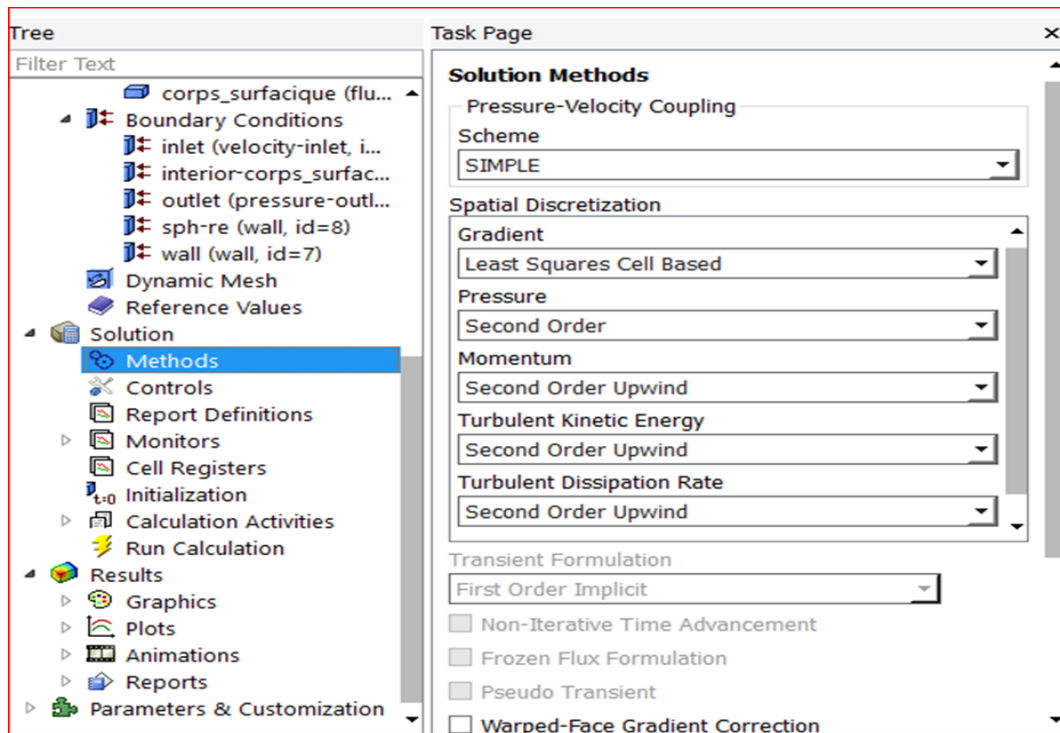 Tree
Filter Text
corps_surfacique (flu...
Boundary Conditions
inlet (velocity-inlet, i...
interior-corps_surfac...
outlet (pressure-outl...
sph-re (wall, id=8)
wall (wall, id=7)
Dynamic Mesh
Reference Values
Solution
Methods
Controls
Report Definitions
Monitors
Cell Registers
t=0 Initialization
Calculation Activities
Run Calculation
Results
Graphics
Plots
Animations
Reports
Parameters & Customization
Task Page
Solution Methods
Pressure-Velocity Coupling
Scheme
SIMPLE
Spatial Discretization
Gradient
Least Squares Cell Based
Pressure
Second Order
Momentum
Second Order Upwind
Turbulent Kinetic Energy
Second Order Upwind
Turbulent Dissipation Rate
Second Order Upwind
Transient Formulation
First Order Implicit
Non-Iterative Time Advancement
Frozen Flux Formulation
Pseudo Transient
Warped-Face Gradient Correction